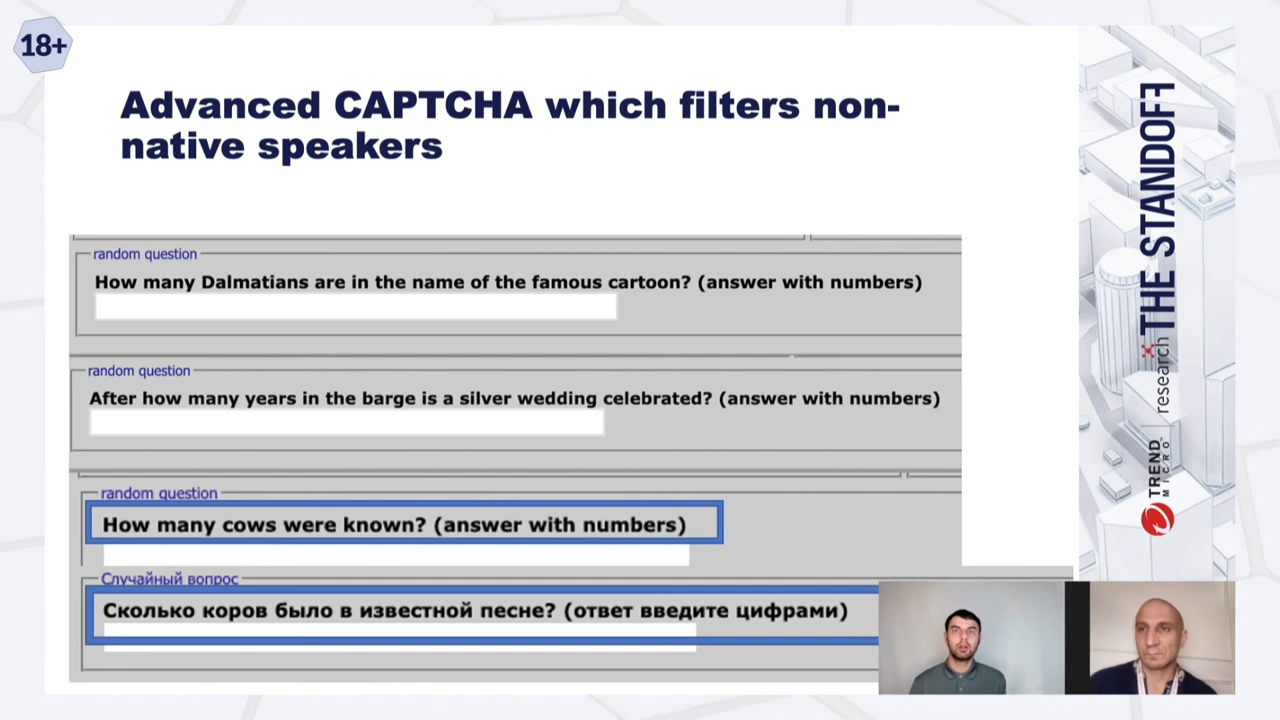 18+
Advanced CAPTCHA which filters non-
native speakers
random question
How many Dalmatians are in the name of the famous cartoon? (answer with numbers)
random question
After how many years in the barge is a silver wedding celebrated? (answer with numbers)
random question
How many cows were known? (answer with numbers)
Случайный вопрос
Сколько коров было в известной песне? (ответ введите цифрами)
THE STANDOFF
TREND
MICRO™
research